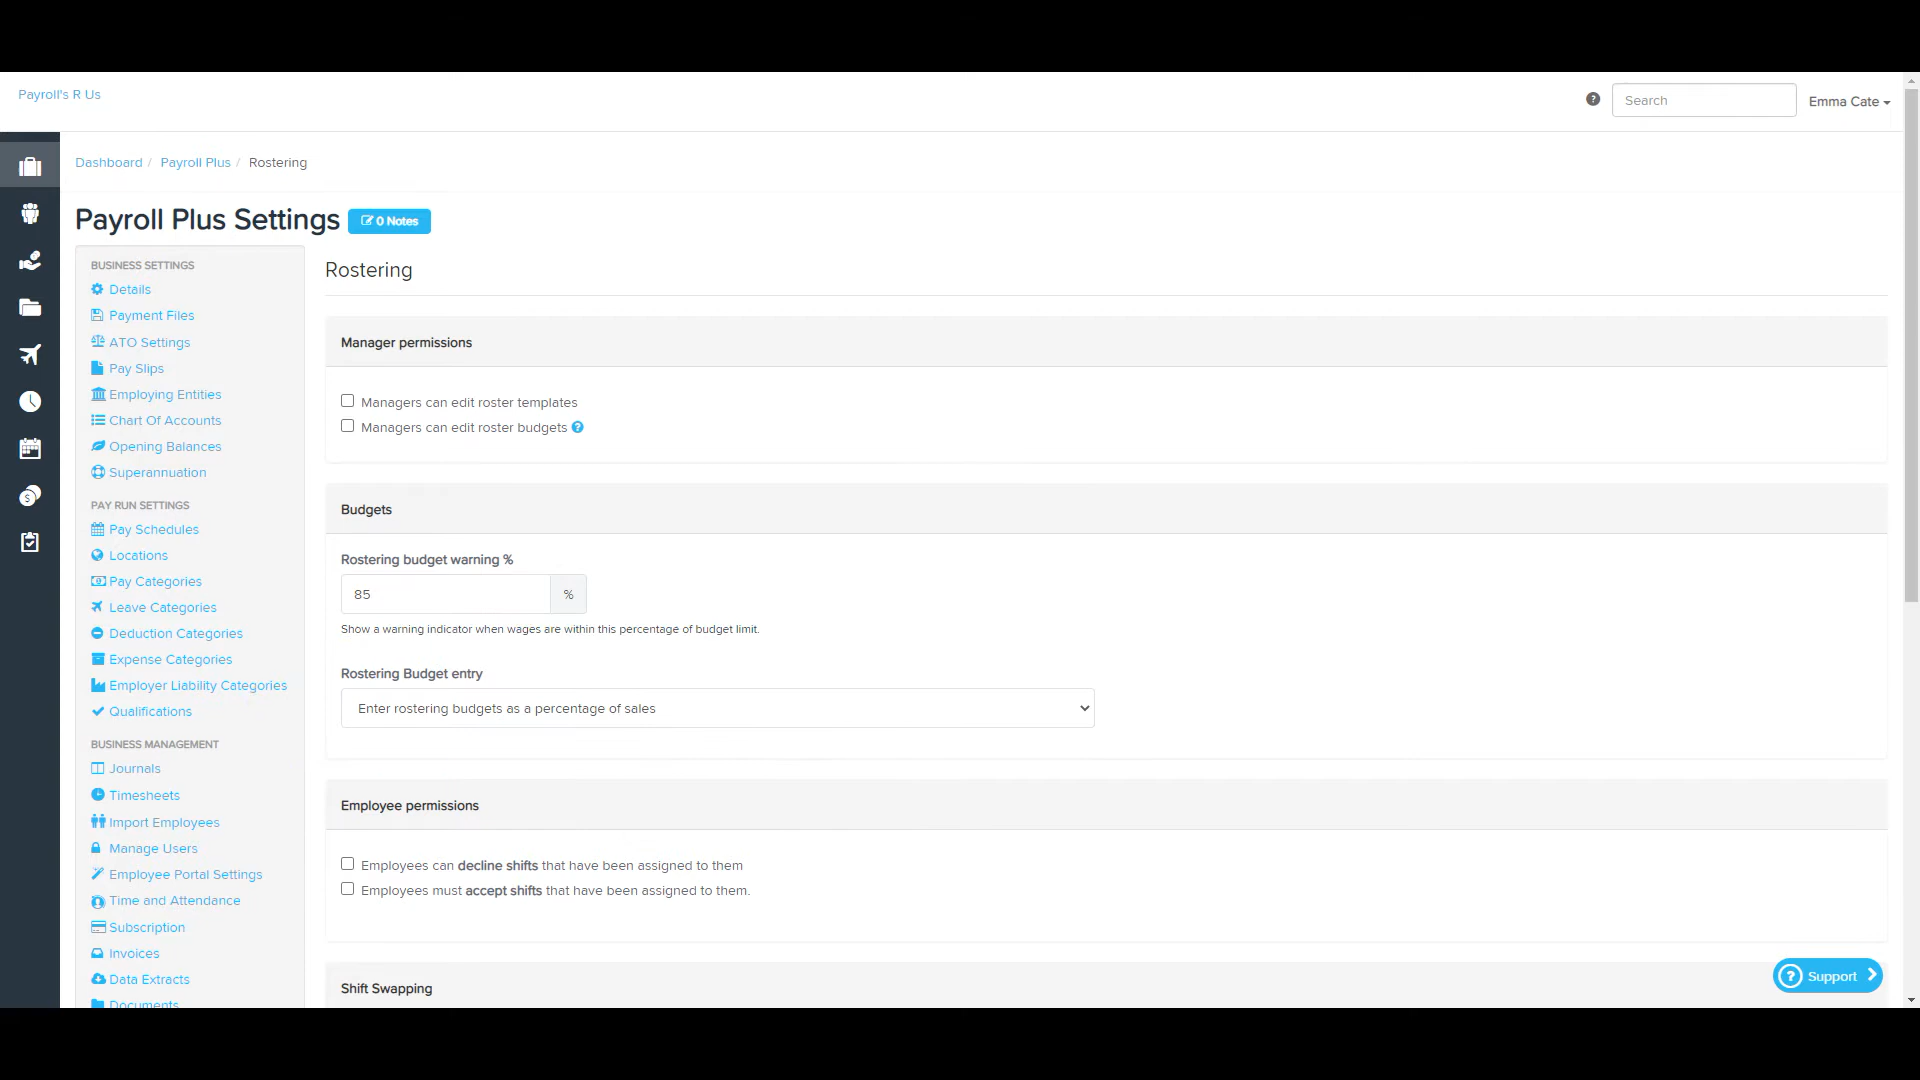 Payroll's R Us
Search
Emma Cate
Dashboard / Payroll Plus / Rostering
Payroll Plus Settings
0 Notes
BUSINESS SETTINGS
Details
Payment Files
ATO Settings
Pay Slips
Employing Entities
Chart Of Accounts
Opening Balances
Superannuation
PAY RUN SETTINGS
Pay Schedules
Locations
Pay Categories
Leave Categories
Deduction Categories
Expense Categories
Employer Liability Categories
Qualifications
BUSINESS MANAGEMENT
Journals
Timesheets
Import Employees
Manage Users
Employee Portal Settings
Time and Attendance
Subscription
Invoices
Data Extracts
Documents
Rostering
Manager permissions
Managers can edit roster templates
Managers can edit roster budgets
Budgets
Rostering budget warning %
85 %
Show a warning indicator when wages are within this percentage of budget limit.
Rostering Budget entry
Enter rostering budgets as a percentage of sales
Employee permissions
Employees can decline shifts that have been assigned to them
Employees must accept shifts that have been assigned to them.
Shift Swapping
Support